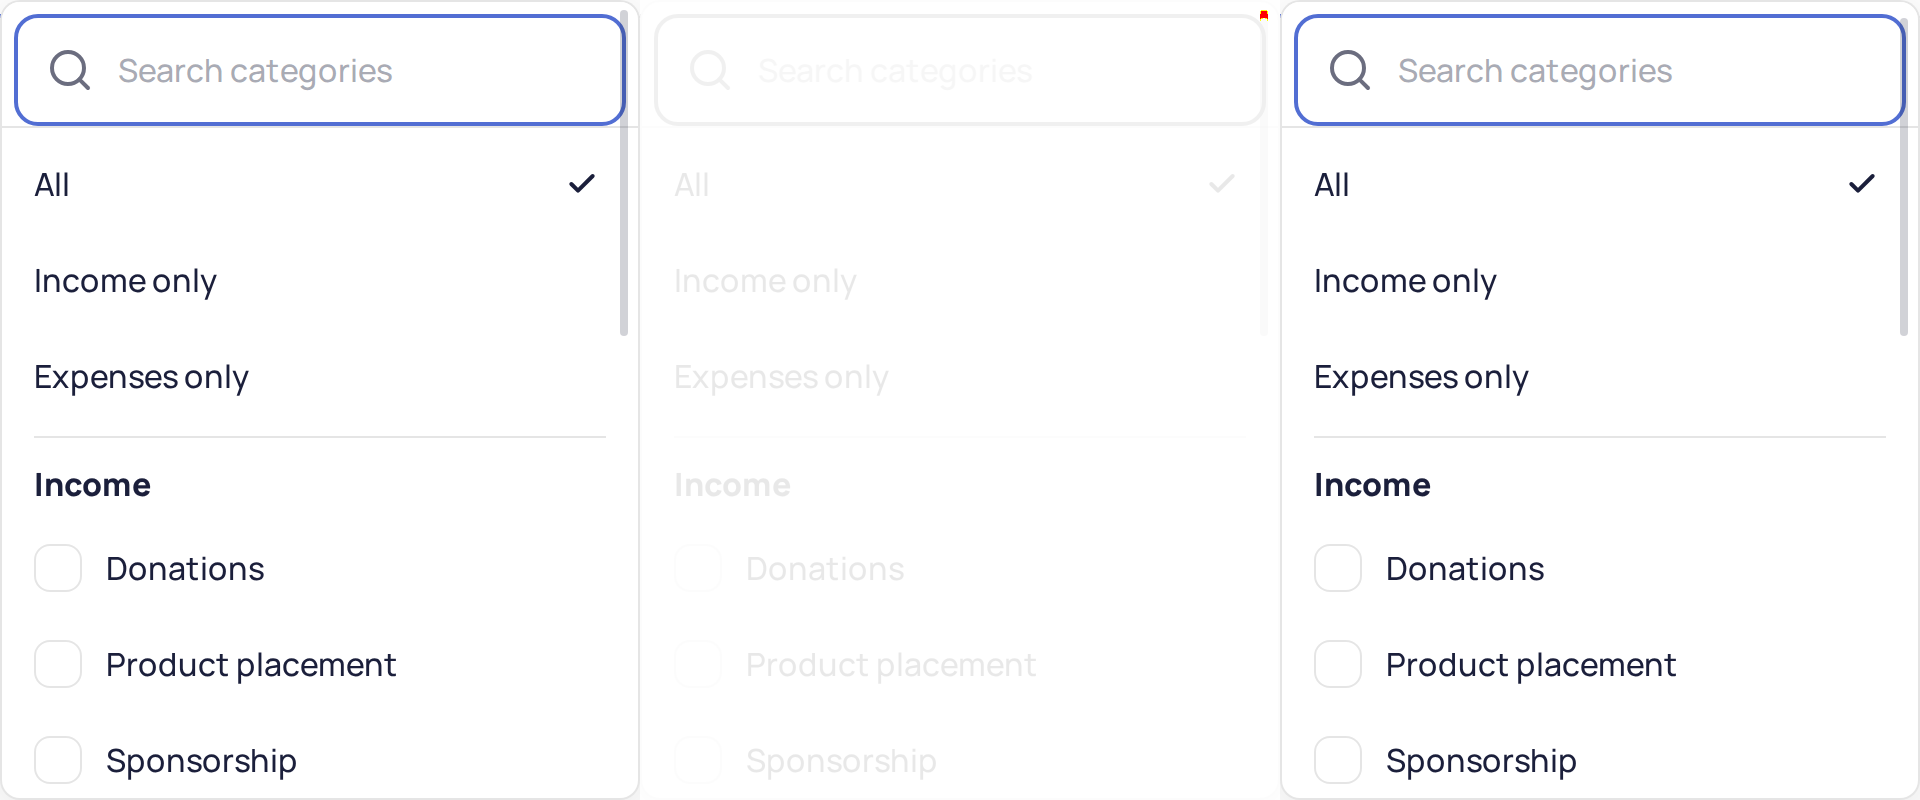 Search categories
All
Income only
Expenses only
Income
Donations
Product placement
Sponsorship
Search categories
All
Income only
Expenses only
Income
Donations
Product placement
Sponsorship
Search categories
All
Income only
Expenses only
Income
Donations
Product placement
Sponsorship